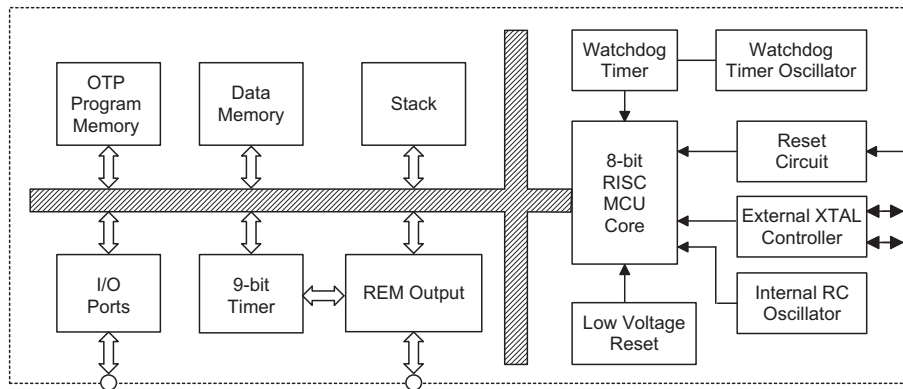 OTP
Program
Memory
Data
Memory
Stack
I/O
Ports
9-bit
Timer
REM Output
Watchdog
Timer
Watchdog
Timer Oscillator
8-bit
RISC
MCU
Core
Reset
Circuit
External XTAL
Controller
Internal RC
Oscillator
Low Voltage
Reset